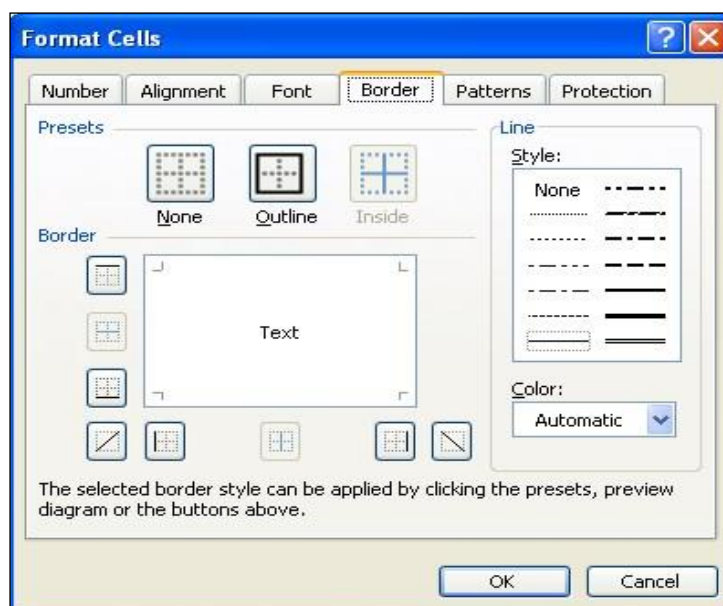 Format Cells
Number Alignment Font Border Patterns Protection
Presets
None Outline Inside
Border
Text
Line
Style:
None
Color:
Automatic
The selected border style can be applied by clicking the presets, preview
diagram or the buttons above.
OK Cancel